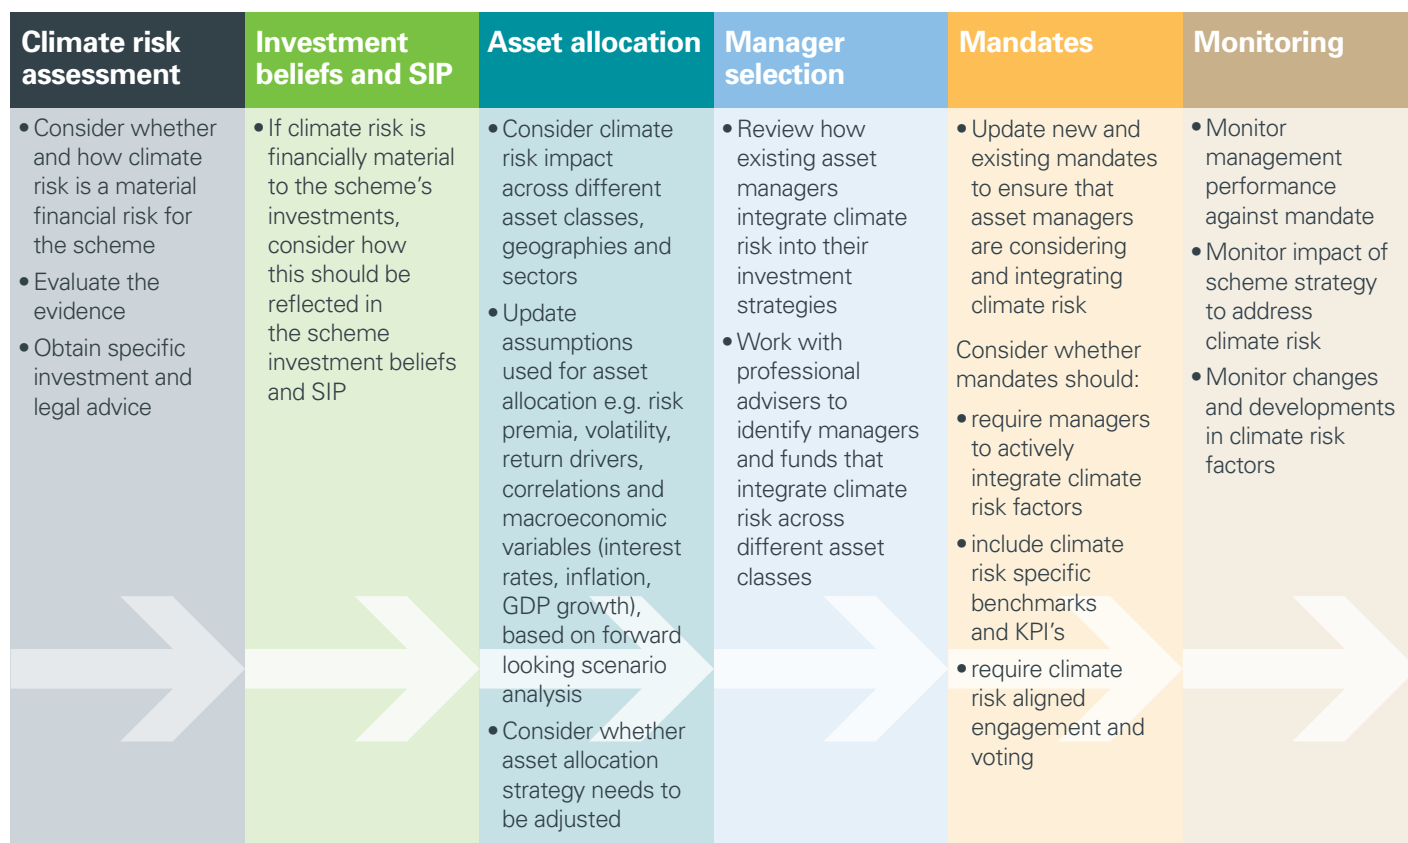 Climate risk
assessment
• Consider whether
and how climate
risk is a material
financial risk for
the scheme
• Evaluate the
evidence
• Obtain specific
investment and
legal advice
Investment
beliefs and SIP
• If climate risk is
financially material
to the scheme's
investments,
consider how
this should be
reflected in
the scheme
investment beliefs
and SIP
Asset allocation
• Consider climate
risk impact
across different
asset classes,
geographies and
sectors
• Update
assumptions
used for asset
allocation e.g. risk
premia, volatility,
return drivers,
correlations and
macroeconomic
variables (interest
rates, inflation,
GDP growth),
based on forward
looking scenario
analysis
• Consider whether
asset allocation
strategy needs to
be adjusted
Manager
selection
• Review how
existing asset
managers
integrate climate
risk into their
investment
strategies
• Work with
professional
advisers to
identify managers
and funds that
integrate climate
risk across
different asset
classes
Mandates
• Update new and
existing mandates
to ensure that
asset managers
are considering
and integrating
climate risk
Consider whether
mandates should:
• require managers
to actively
integrate climate
risk factors
• include climate
risk specific
benchmarks
and KPI's
• require climate
risk aligned
engagement and
voting
Monitoring
• Monitor
management
performance
against mandate
• Monitor impact of
scheme strategy
to address
climate risk
• Monitor changes
and developments
in climate risk
factors